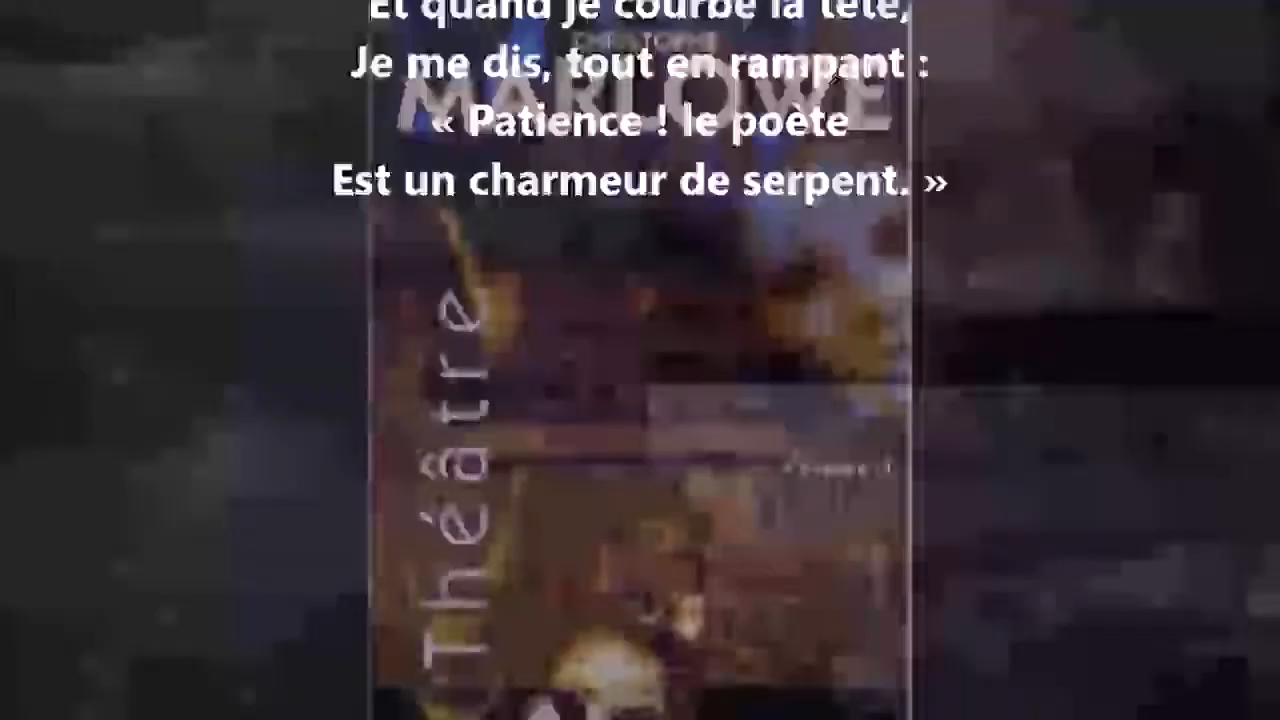 Et quand je courbe la tête,
CHRISTOPHE
Je me dis, tout en rampant :
MARLOWE
« Patience ! le poète
Est un charmeur de serpent. »
Théâtre